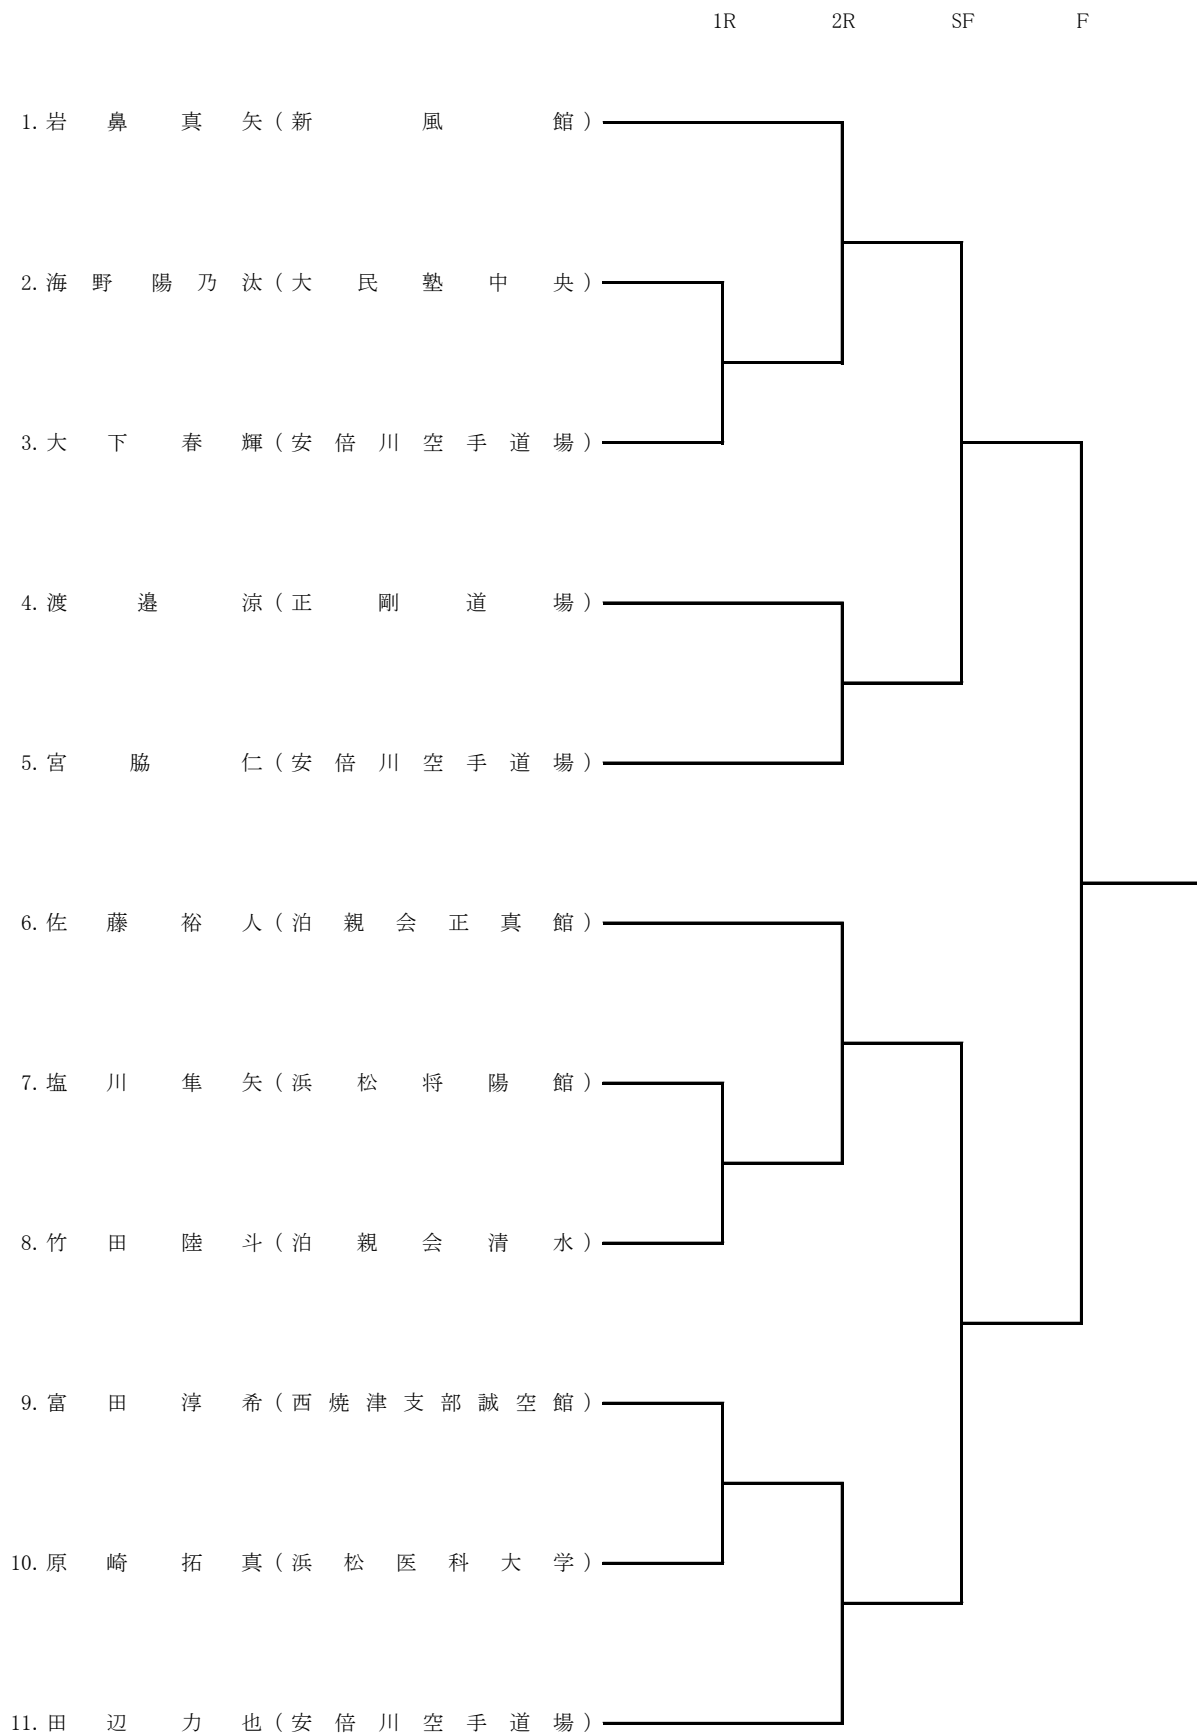 1R 2R SF F
1. 岩鼻真矢 (新風館)
2. 海野陽乃汰 (大民塾中央)
3. 大下春輝 (安倍川空手道場)
4. 渡邉涼 (正剛道場)
5. 宮脇仁 (安倍川空手道場)
6. 佐藤裕人 (泊親会正真館)
7. 塩川隼矢 (浜松将陽館)
8. 竹田陸斗 (泊親会清水)
9. 富田淳希 (西焼津支部誠空館)
10. 原崎拓真 (浜松医科大学)
11. 田辺力也 (安倍川空手道場)